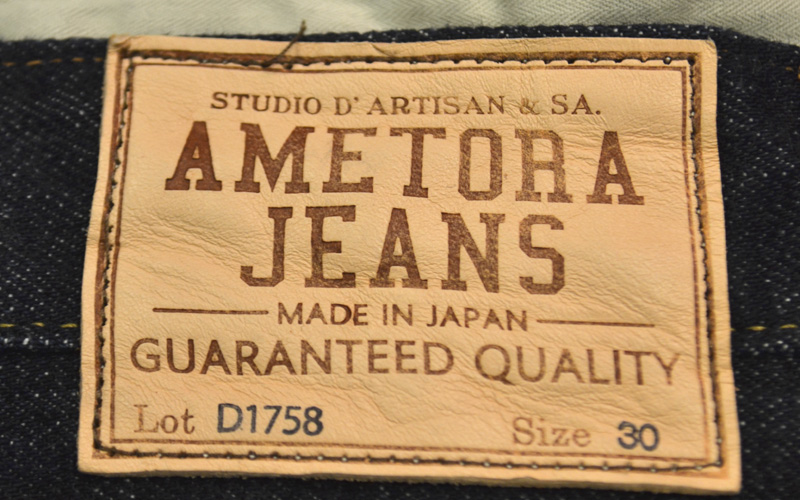 STUDIO D'ARTISAN & SA.
AMETORA
JEANS
MADE IN JAPAN
GUARANTEED QUALITY
Lot D1758 Size 30